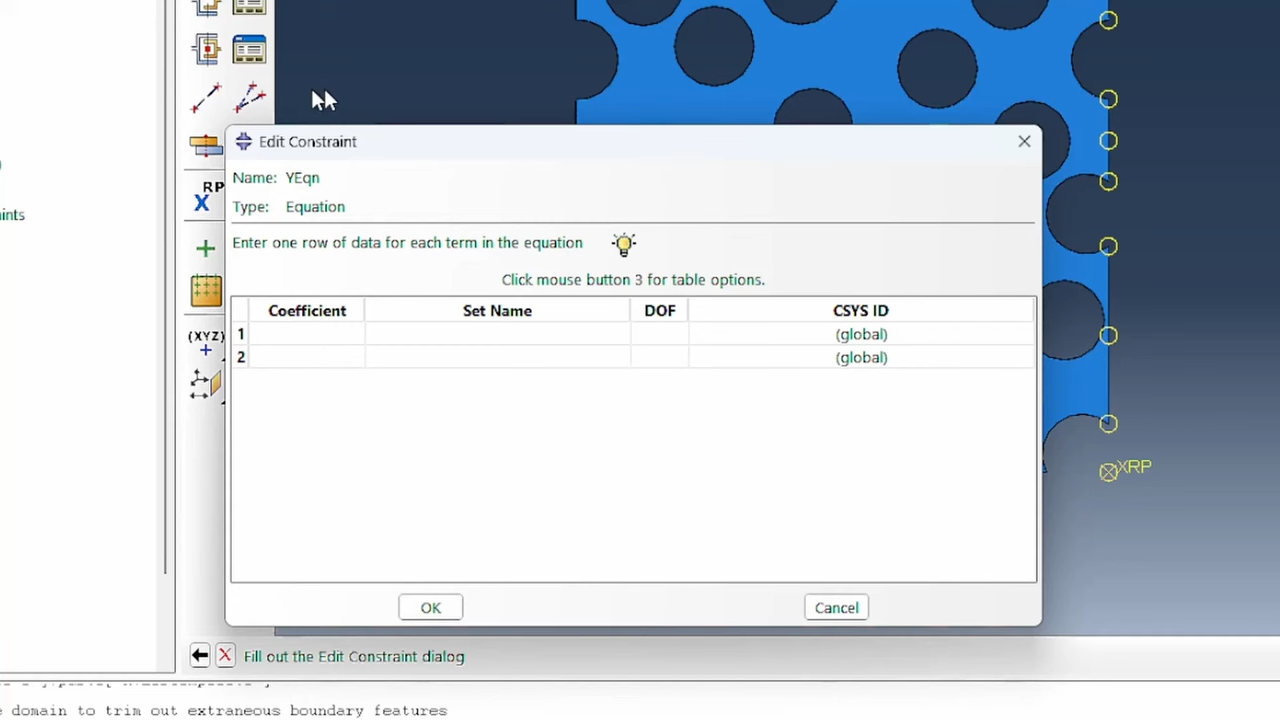 RP
ints
(XYZ)
Edit Constraint
Name: YEqn
Type: Equation
Enter one row of data for each term in the equation
Click mouse button 3 for table options.
Coefficient Set Name DOF CSYS ID
1 (global)
2 (global)
XRP
OK Cancel
Fill out the Edit Constraint dialog
domain to trim out extraneous boundary features